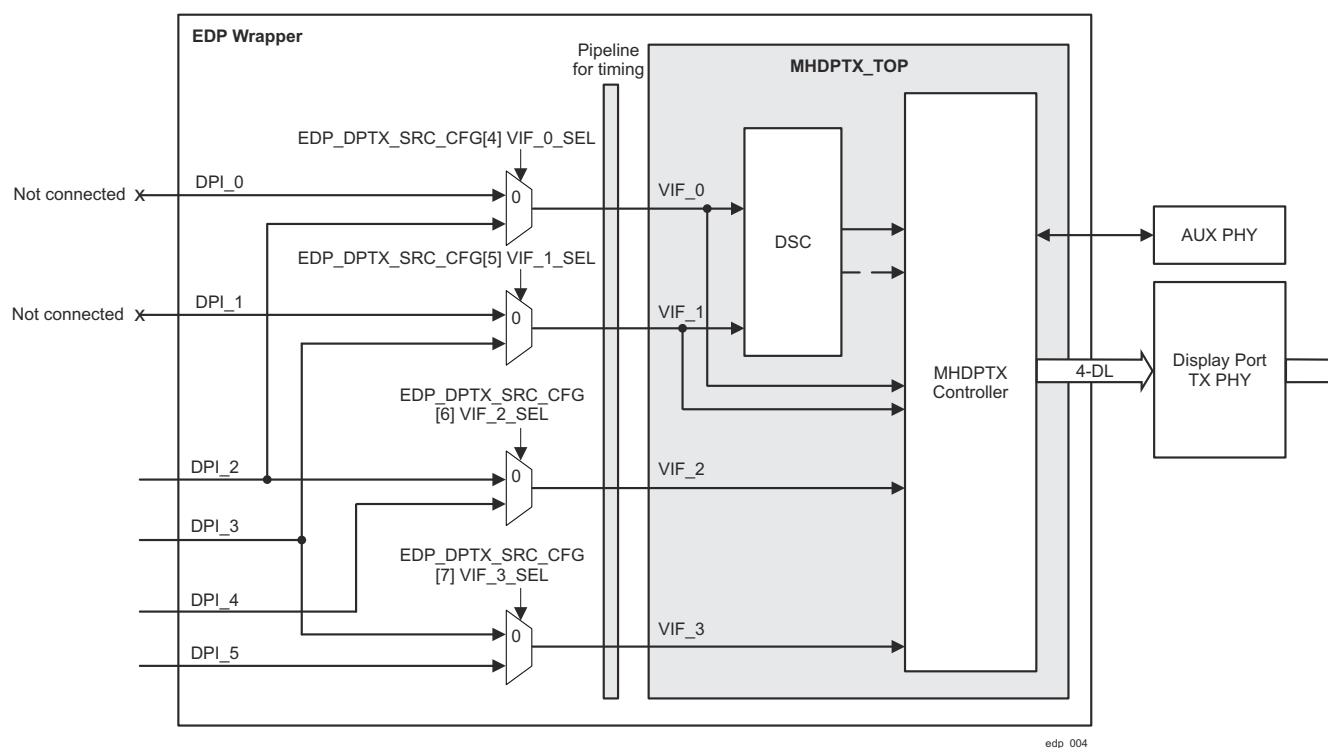 EDP Wrapper
Pipeline
for timing
MHDPTX_TOP
EDP_DPTX_SRC_CFG[4] VIF_0_SEL
Not connected X
DPI_0
0
VIF_0
DSC
AUX PHY
EDP_DPTX_SRC_CFG[5] VIF_1_SEL
Not connected X
DPI_1
0
VIF_1
MHDPTX
Controller
4-DL
Display Port
TX PHY
EDP_DPTX_SRC_CFG
[6] VIF_2_SEL
DPI_2
0
VIF_2
DPI_3
EDP_DPTX_SRC_CFG
[7] VIF_3_SEL
DPI_4
0
VIF_3
DPI_5
edp_004